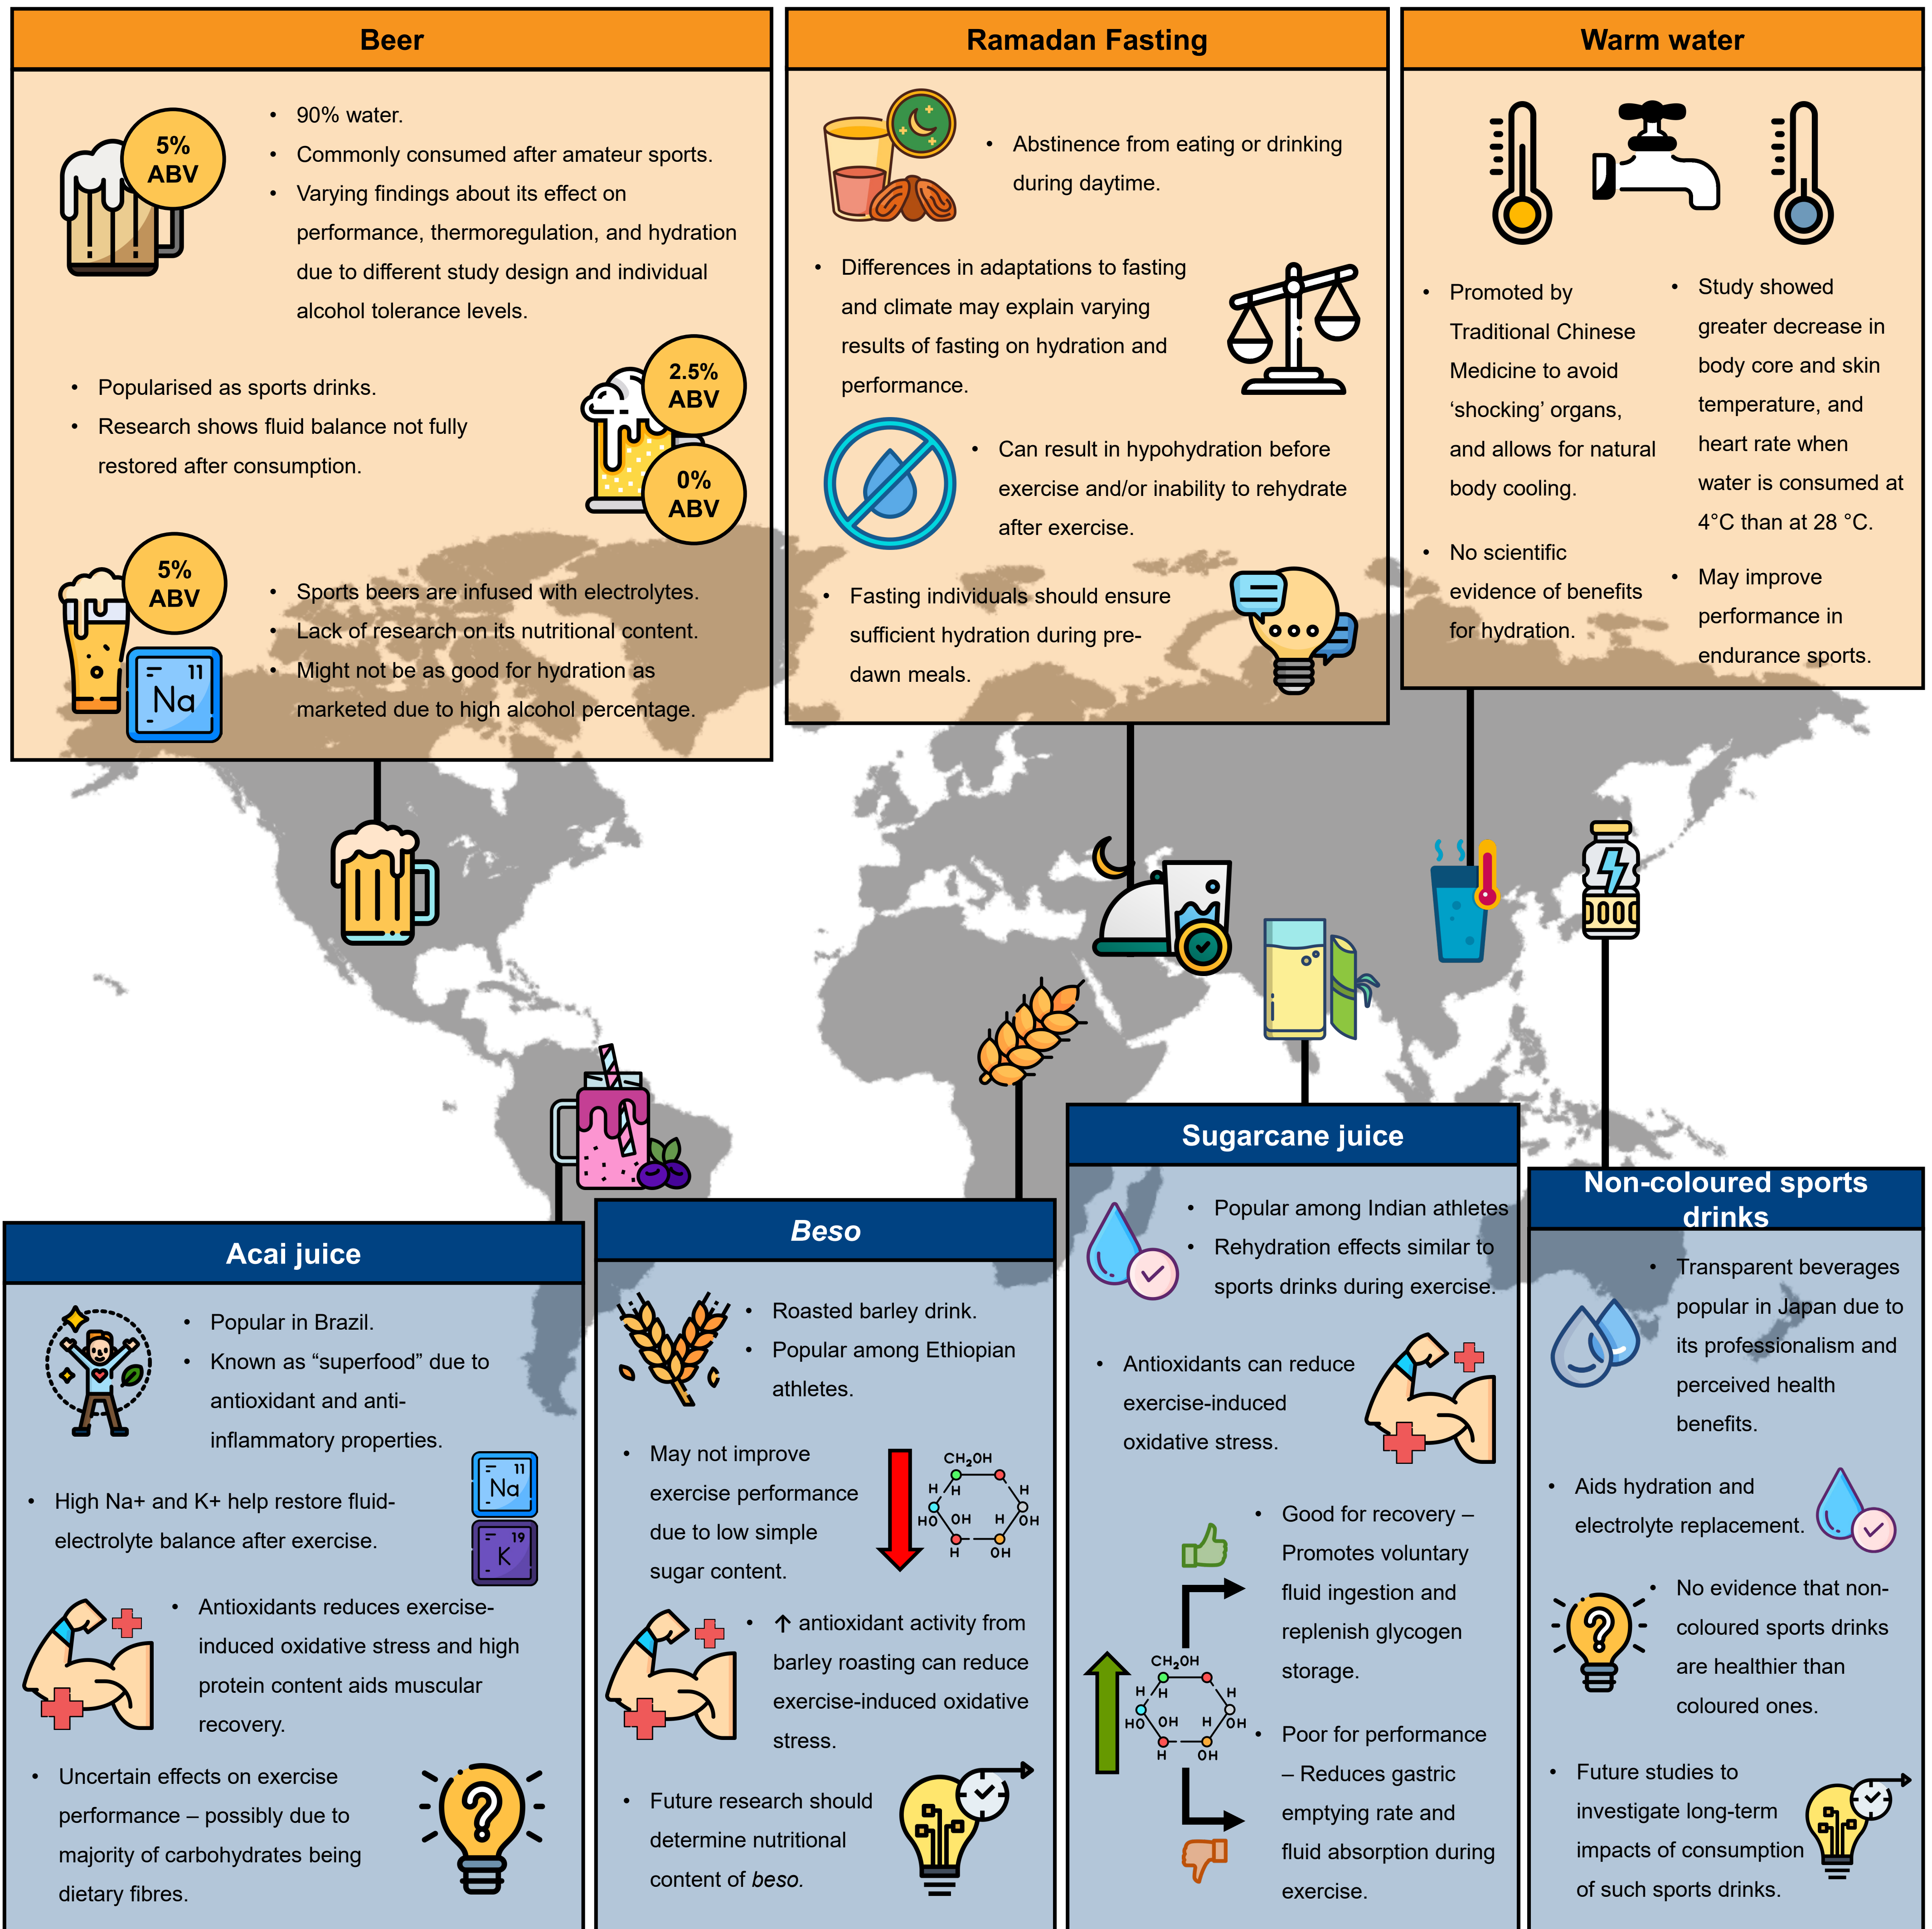 Beer
5%
ABV
• 90% water.
• Commonly consumed after amateur sports.
• Varying findings about its effect on
performance, thermoregulation, and hydration
due to different study design and individual
alcohol tolerance levels.
• Popularised as sports drinks.
• Research shows fluid balance not fully
restored after consumption.
2.5%
ABV
0%
ABV
5%
ABV
11
Na
• Sports beers are infused with electrolytes.
• Lack of research on its nutritional content.
• Might not be as good for hydration as
marketed due to high alcohol percentage.
Ramadan Fasting
• Abstinence from eating or drinking
during daytime.
• Differences in adaptations to fasting
and climate may explain varying
results of fasting on hydration and
performance.
• Can result in hypohydration before
exercise and/or inability to rehydrate
after exercise.
• Fasting individuals should ensure
sufficient hydration during pre-
dawn meals.
Warm water
• Promoted by
Traditional Chinese
Medicine to avoid
‘shocking’ organs,
and allows for natural
body cooling.
• No scientific
evidence of benefits
for hydration.
• Study showed
greater decrease in
body core and skin
temperature, and
heart rate when
water is consumed at
4°C than at 28 °C.
• May improve
performance in
endurance sports.
Acai juice
• Popular in Brazil.
• Known as “superfood” due to
antioxidant and anti-
inflammatory properties.
• High Na+ and K+ help restore fluid-
electrolyte balance after exercise.
11
Na
19
K
• Antioxidants reduces exercise-
induced oxidative stress and high
protein content aids muscular
recovery.
• Uncertain effects on exercise
performance – possibly due to
majority of carbohydrates being
dietary fibres.
?
Beso
• Roasted barley drink.
• Popular among Ethiopian
athletes.
• May not improve
exercise performance
due to low simple
sugar content.
CH₂OH
H H H
HO OH H OH
H OH
• ↑ antioxidant activity from
barley roasting can reduce
exercise-induced oxidative
stress.
• Future research should
determine nutritional
content of beso.
Sugarcane juice
• Popular among Indian athletes
• Rehydration effects similar to
sports drinks during exercise.
• Antioxidants can reduce
exercise-induced
oxidative stress.
• Good for recovery –
Promotes voluntary
fluid ingestion and
replenish glycogen
storage.
CH₂OH
H H H
HO OH H OH
H OH
• Poor for performance
– Reduces gastric
emptying rate and
fluid absorption during
exercise.
Non-coloured sports
drinks
• Transparent beverages
popular in Japan due to
its professionalism and
perceived health
benefits.
• Aids hydration and
electrolyte replacement.
?
• No evidence that non-
coloured sports drinks
are healthier than
coloured ones.
• Future studies to
investigate long-term
impacts of consumption
of such sports drinks.